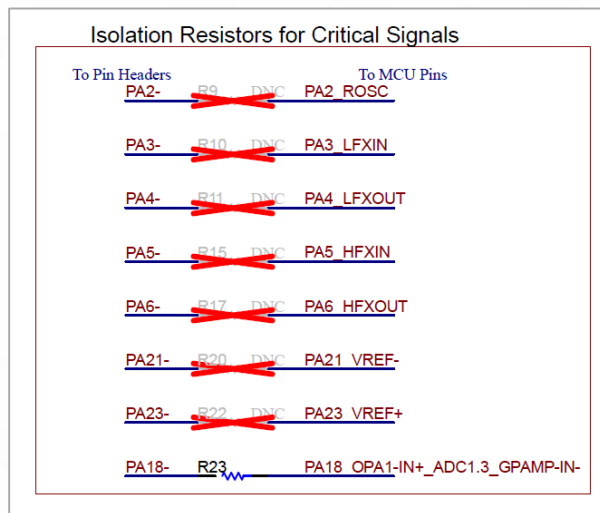 Isolation Resistors for Critical Signals
To Pin Headers To MCU Pins
PA2- R9 DNC PA2_ROSC
PA3- R10 DNC PA3_LFXIN
PA4- R11 DNC PA4_LFXOUT
PA5- R15 DNC PA5_HFXIN
PA6- R17 DNC PA6_HFXOUT
PA21- R20 DNC PA21_VREF-
PA23- R22 DNC PA23_VREF+
PA18- R23 PA18_OPA1-IN+_ADC1.3_GPAMP-IN-